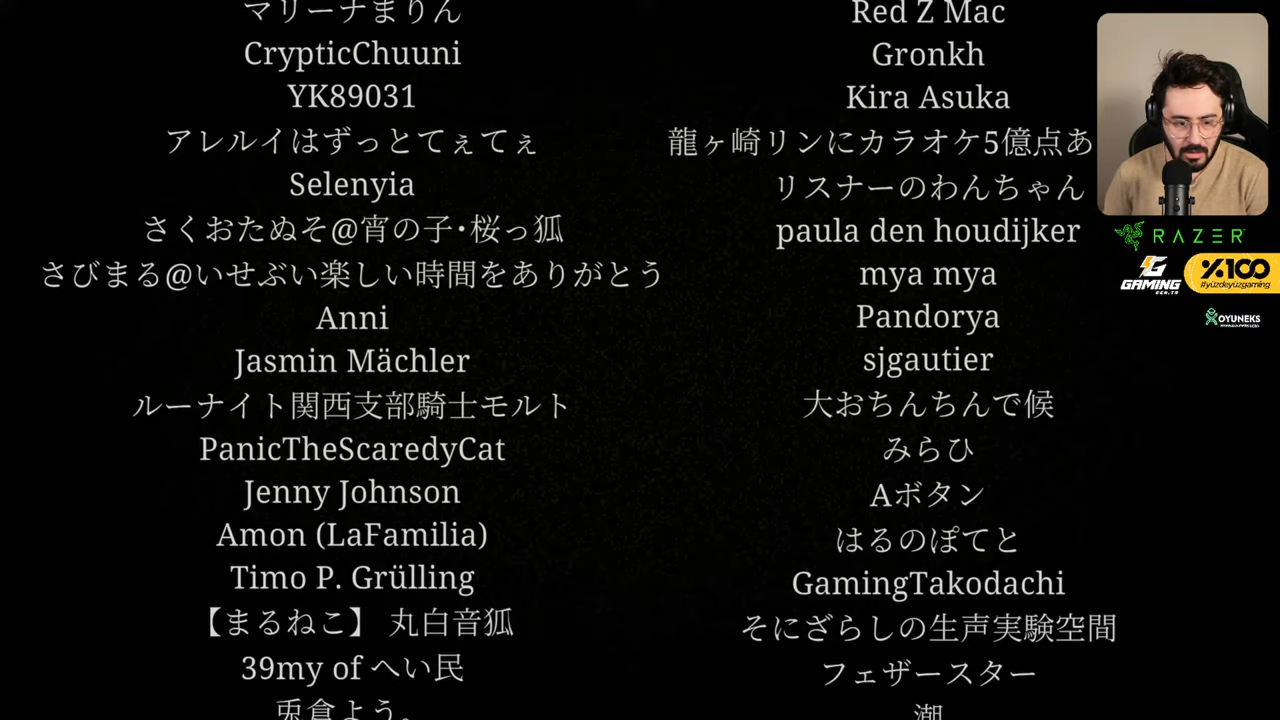 マリーナまりん
CrypticChuuni
YK89031
アレルイはずっとてぇてぇ
Selenyia
さくおたぬそ@宵の子･桜っ狐
さびまる@いせぶい楽しい時間をありがとう
Anni
Jasmin Mächler
ルーナイト関西支部騎士モルト
PanicTheScaredyCat
Jenny Johnson
Amon (LaFamilia)
Timo P. Grülling
【まるねこ】 丸白音狐
39my of へい民
兎倉よう。
Red Z Mac
Gronkh
Kira Asuka
龍ヶ崎リンにカラオケ5億点あ
リスナーのわんちゃん
paula den houdijker
mya mya
Pandorya
sjgautier
大おちんちんで候
みらひ
Aボタン
はるのぽてと
GamingTakodachi
そにざらしの生声実験空間
フェザースター
潮
RAZER
GAMING
GEN.TR
%100
#yüzdeyüzgaming
OYUNEKS